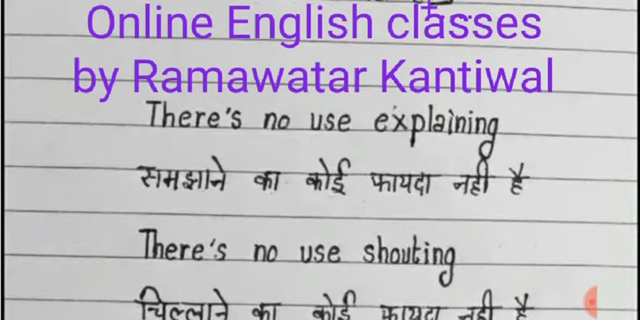 Online English classes
by Ramawatar Kantiwal
There's no use explaining
समझाने का कोई फायदा नहीं है
There's no use shouting
चिल्लाने का कोई फायदा नहीं है